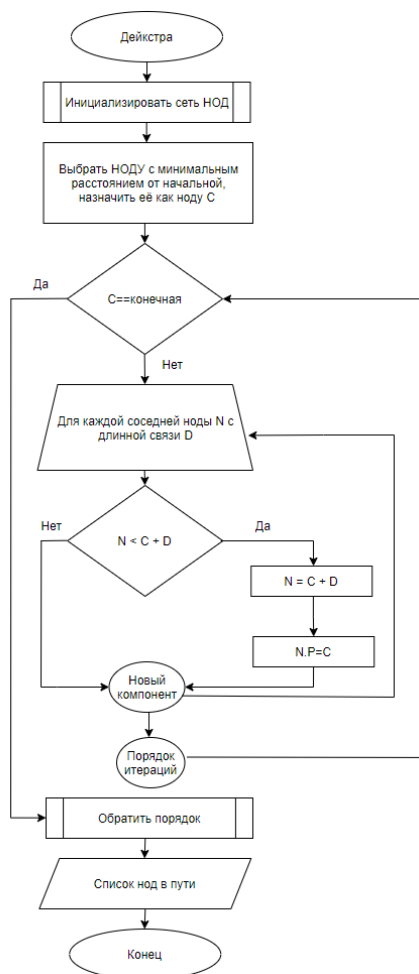 Дейкстра
Инициализировать сеть НОД
Выбрать НОДУ с минимальным
расстоянием от начальной,
назначить её как ноду С
Да
С==конечная
Нет
Для каждой соседней ноды N с
длинной связи D
Нет
N < C + D
Да
N = C + D
N.P=C
Новый
компонент
Порядок
итераций
Обратить порядок
Список нод в пути
Конец